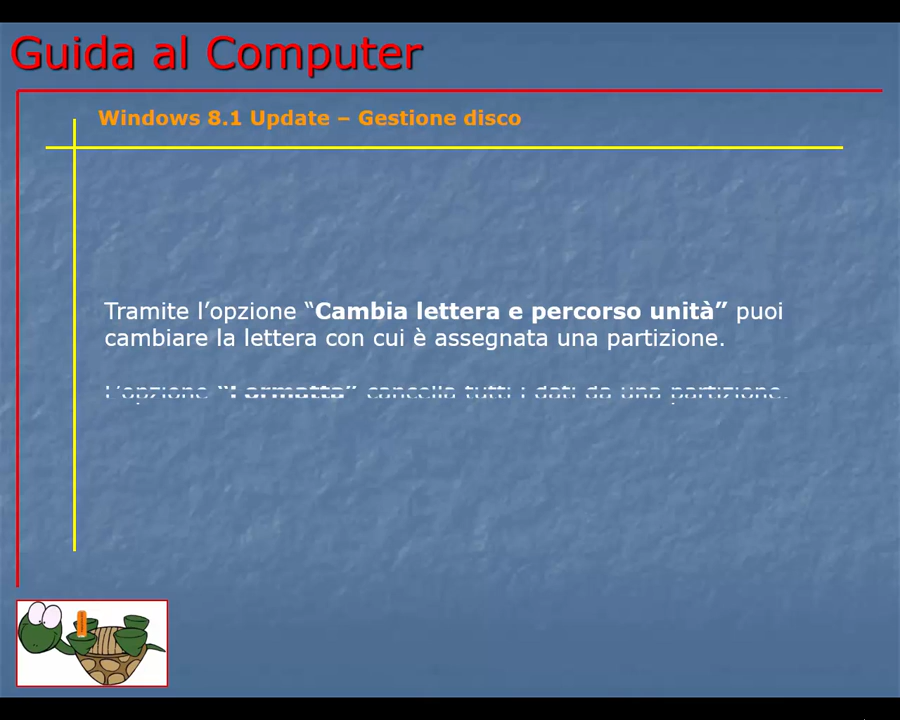 Guida al Computer
Windows 8.1 Update – Gestione disco
Tramite l’opzione “Cambia lettera e percorso unità” puoi
cambiare la lettera con cui è assegnata una partizione.
L’opzione “Formatta” cancella tutti i dati da una partizione.